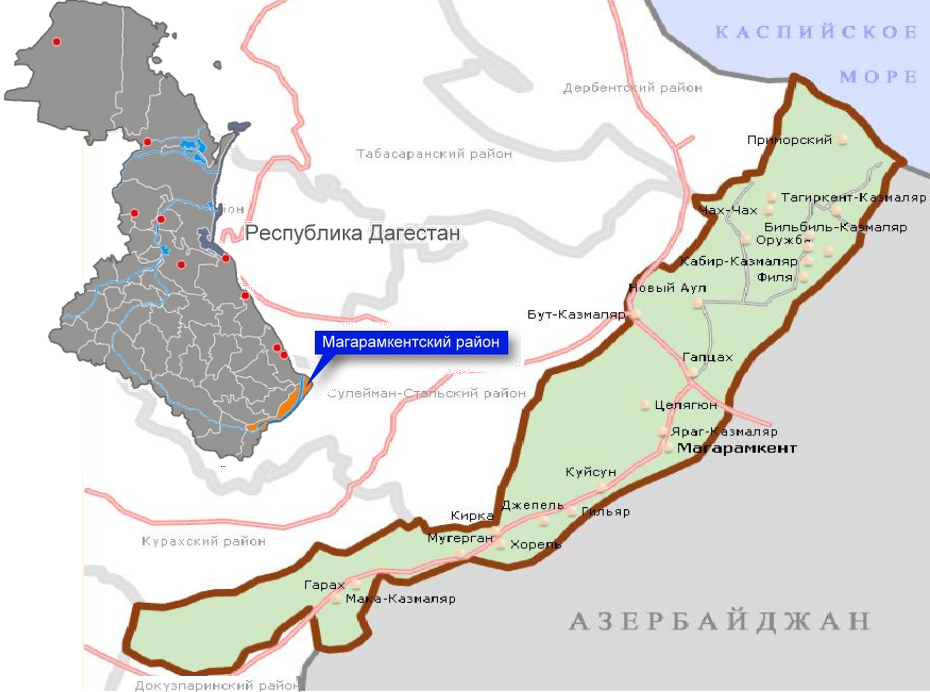 КАСПИЙСКОЕ
МОРЕ
Дербентский район
Приморский
Табасаранский район
Тагиркент-Казмаляр
Чах-Чах
Бильбиль-Казмаляр
Республика Дагестан
Оружба
Кабир-Казмаляр
Филя
Новый Аул
Бут-Казмаляр
Магарамкентский район
Гапцах
Сулейман-Стальский район
Целягюн
Яраг-Казмаляр
Магарамкент
Куйсун
Джепель
Гильяр
Кирка
Курахский район
Мугерган
Хорель
Гарах
Мака-Казмаляр
АЗЕРБАЙДЖАН
Докузпаринский район